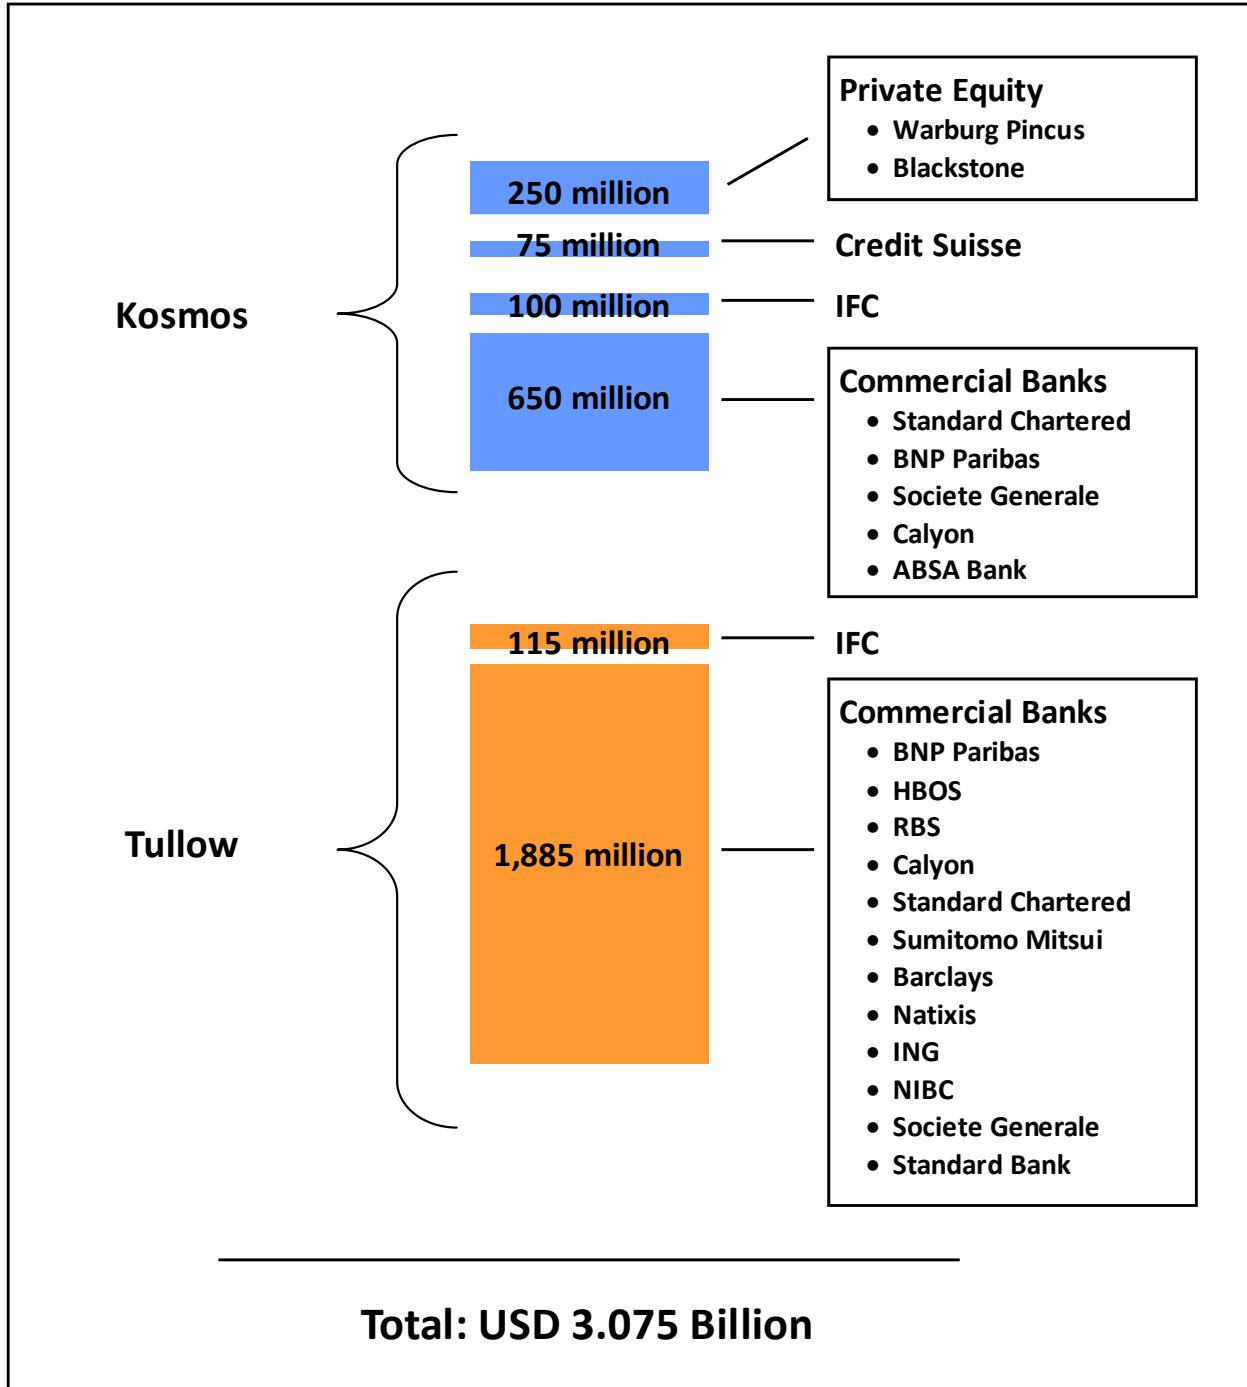 Private Equity
• Warburg Pincus
• Blackstone
250 million
75 million
Credit Suisse
100 million
IFC
Kosmos
650 million
Commercial Banks
• Standard Chartered
• BNP Paribas
• Societe Generale
• Calyon
• ABSA Bank
115 million
IFC
Tullow
1,885 million
Commercial Banks
• BNP Paribas
• HBOS
• RBS
• Calyon
• Standard Chartered
• Sumitomo Mitsui
• Barclays
• Natixis
• ING
• NIBC
• Societe Generale
• Standard Bank
Total: USD 3.075 Billion